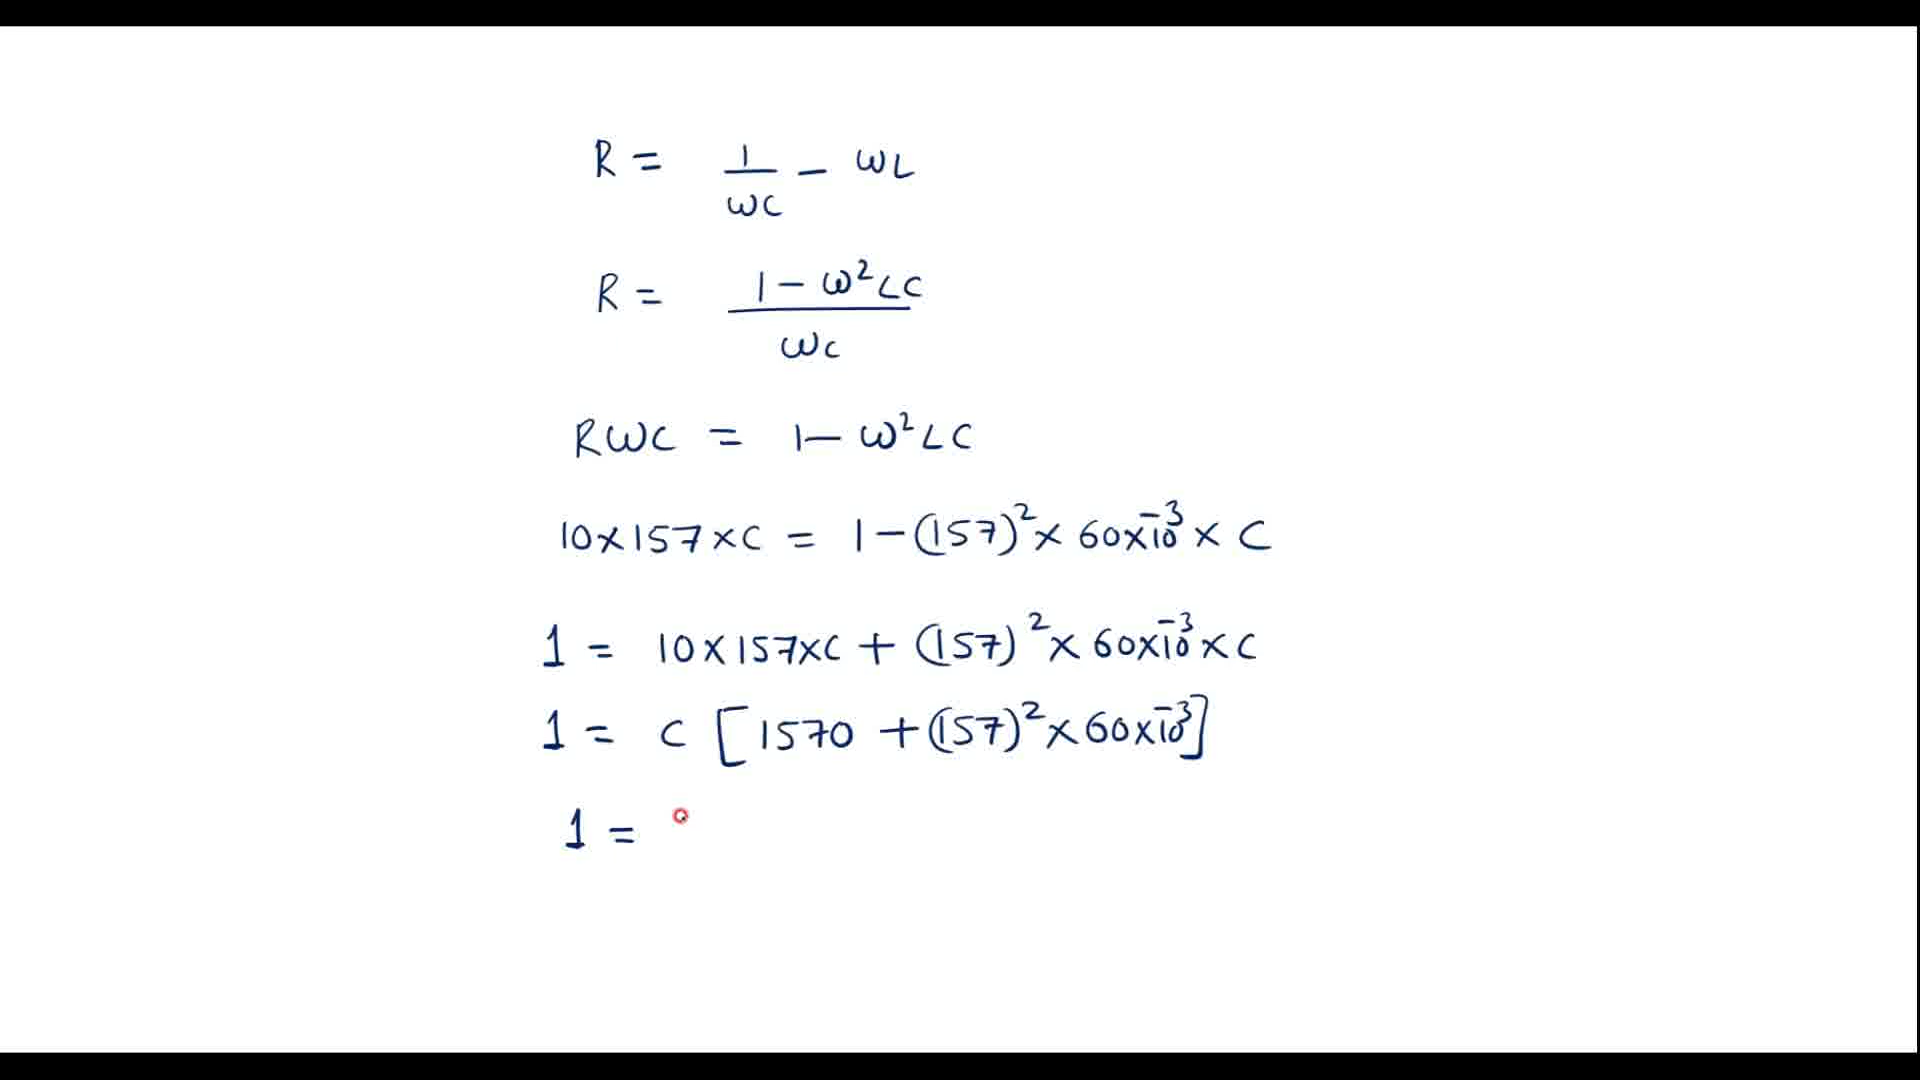 R = 1/ωC - ωL
R = (1 - ω²LC)/ωC
RWC = 1 - ω²LC
10×157×C = 1 - (157)²× 60×10⁻³ × C
1 = 10×157×C + (157)²× 60×10⁻³ × C
1 = C [1570 + (157)²× 60×10⁻³]
1 =